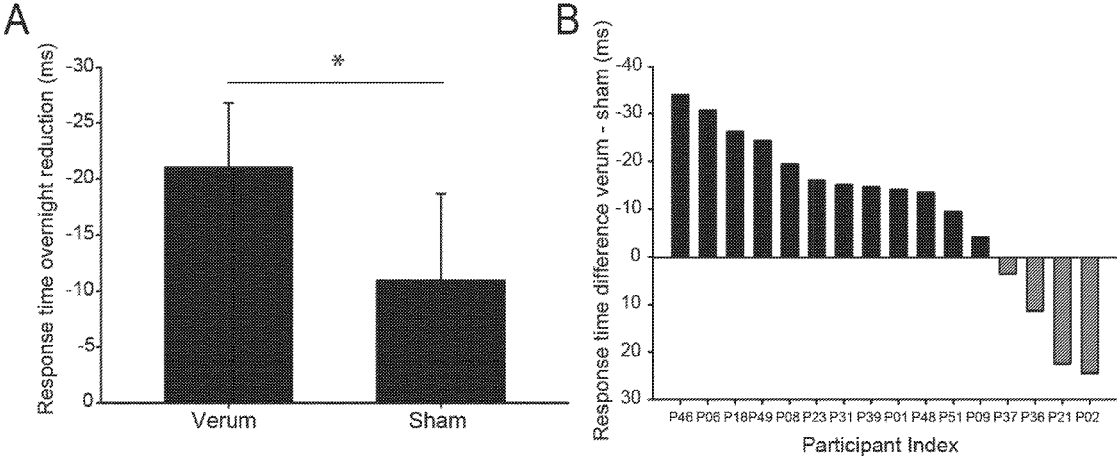 A
Response time overnight reduction (ms)
-30
-25
-20
-15
-10
-5
0
*
Verum
Sham
B
Response time difference verum - sham (ms)
-40
-30
-20
-10
0
10
20
30
P46 P06 P18 P49 P08 P23 P31 P39 P01 P48 P51 P09 P37 P36 P21 P02
Participant Index